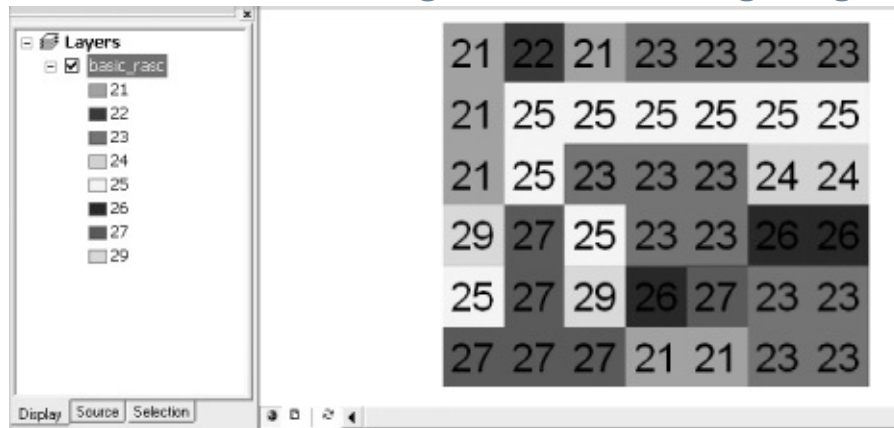 Layers
basic_rasc
21
22
23
24
25
26
27
29
Display Source Selection
21 22 21 23 23 23 23
21 25 25 25 25 25 25
21 25 23 23 23 24 24
29 27 25 23 23 26 26
25 27 29 26 27 23 23
27 27 27 21 21 23 23